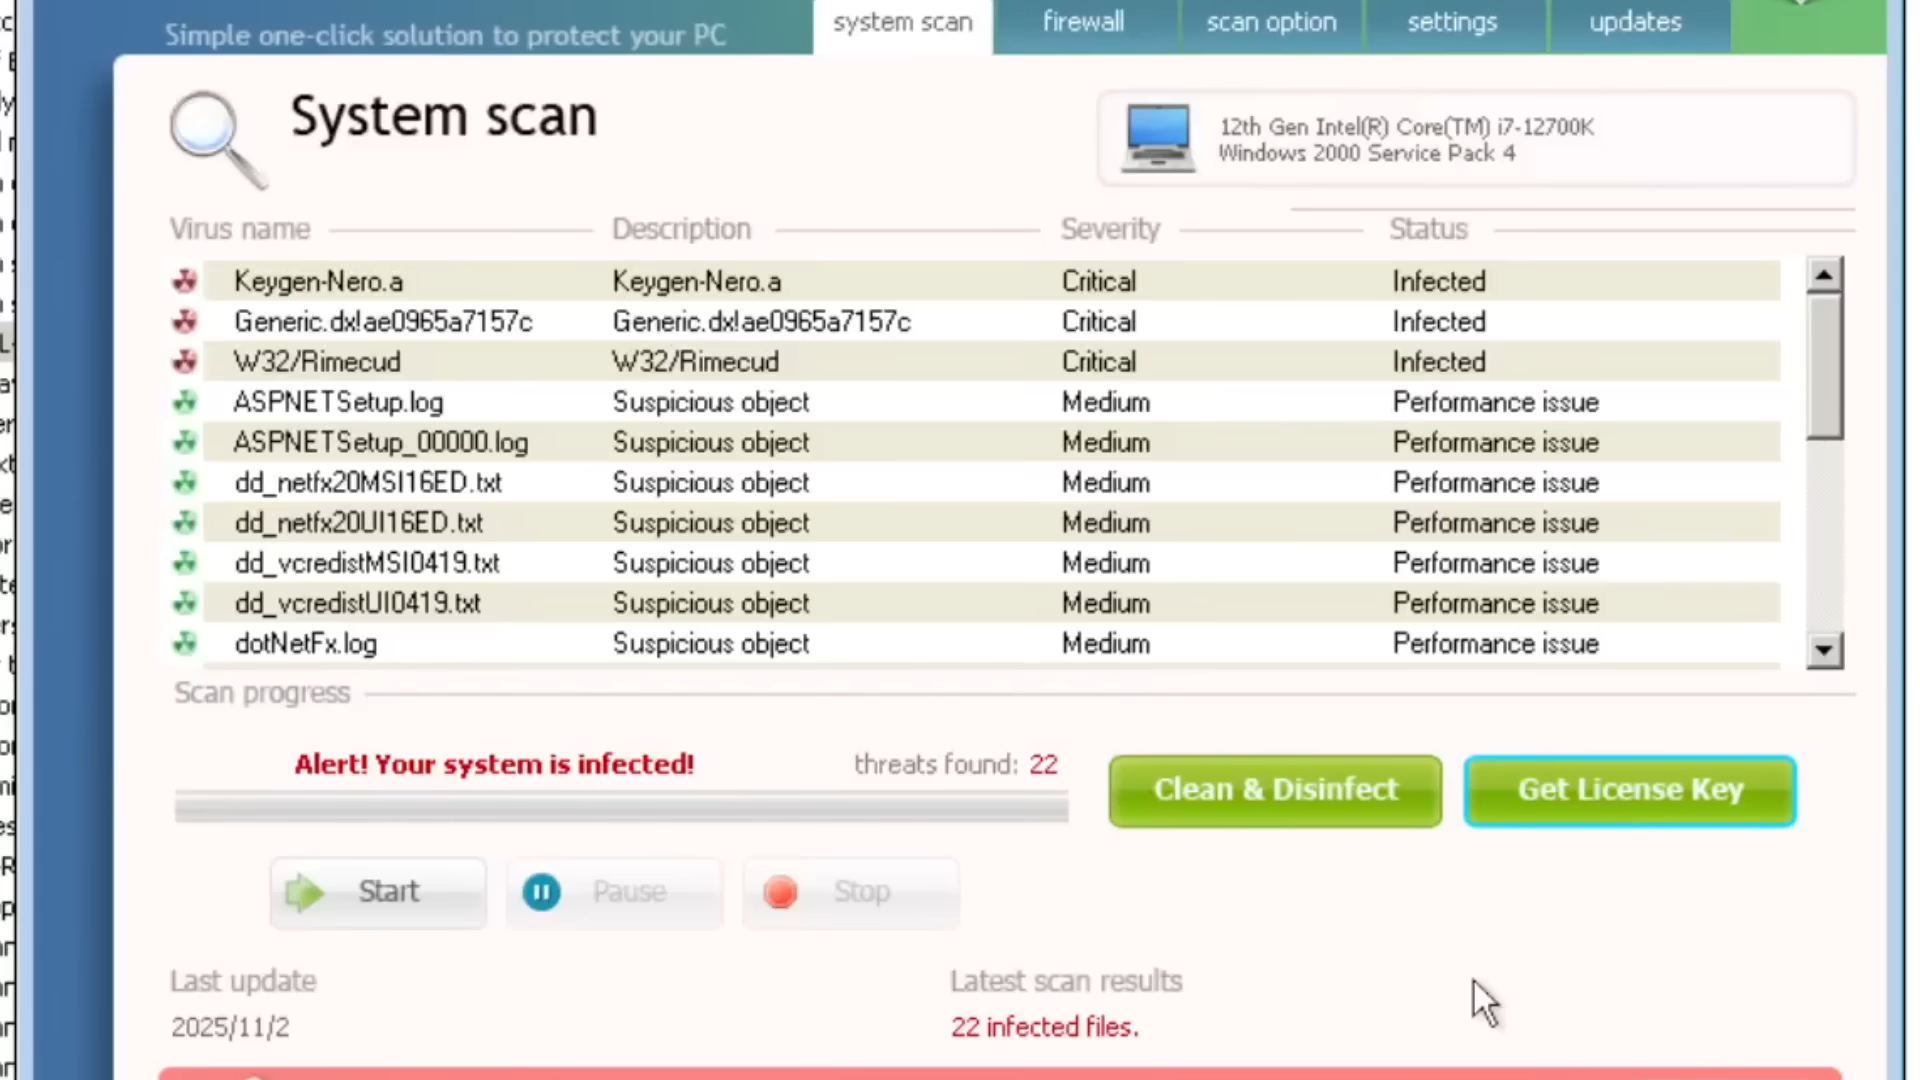 Simple one-click solution to protect your PC
system scan firewall scan option settings updates
System scan
12th Gen Intel(R) Core(TM) i7-12700K
Windows 2000 Service Pack 4
Virus name Description Severity Status
Keygen-Nero.a Keygen-Nero.a Critical Infected
Generic.dx!ae0965a7157c Generic.dx!ae0965a7157c Critical Infected
W32/Rimecud W32/Rimecud Critical Infected
ASPNETSetup.log Suspicious object Medium Performance issue
ASPNETSetup_00000.log Suspicious object Medium Performance issue
dd_netfx20MSI16ED.txt Suspicious object Medium Performance issue
dd_netfx20UI16ED.txt Suspicious object Medium Performance issue
dd_vcredistMSI0419.txt Suspicious object Medium Performance issue
dd_vcredistUI0419.txt Suspicious object Medium Performance issue
dotNetFx.log Suspicious object Medium Performance issue
Scan progress
Alert! Your system is infected! threats found: 22
Clean & Disinfect Get License Key
Start Pause Stop
Last update Latest scan results
2025/11/2 22 infected files.